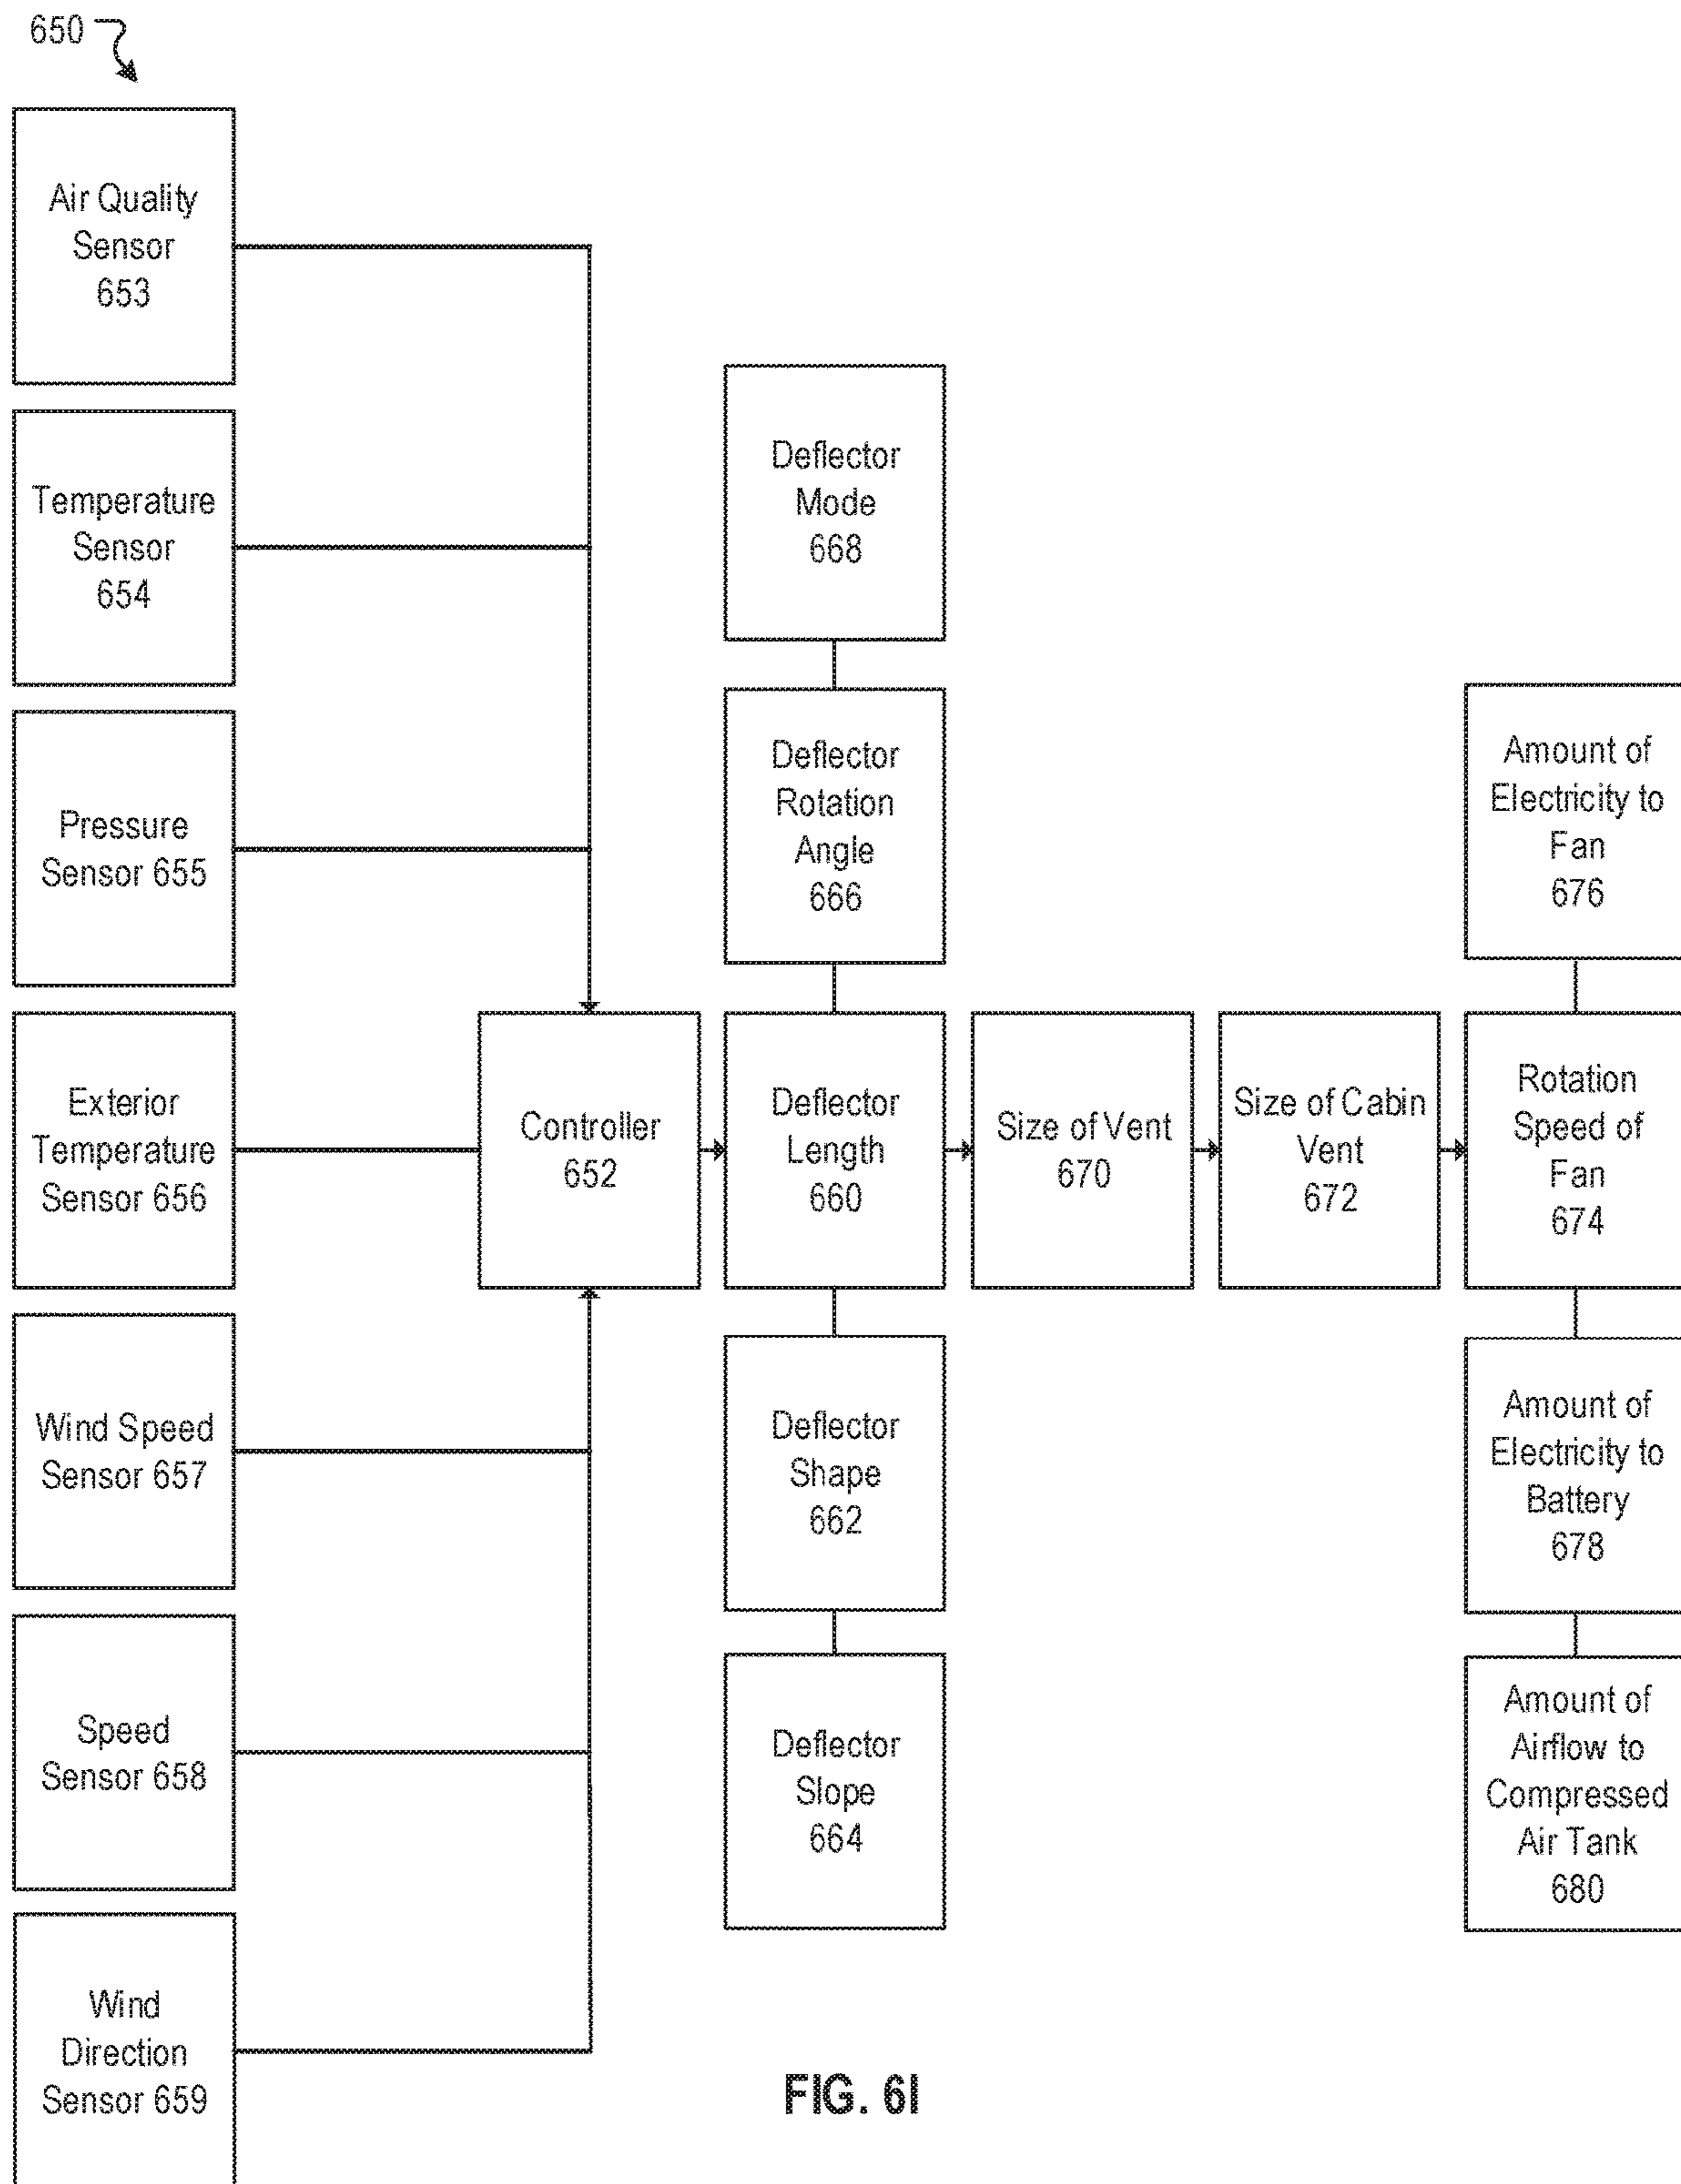 650
Air Quality
Sensor
653
Temperature
Sensor
654
Pressure
Sensor 655
Exterior
Temperature
Sensor 656
Wind Speed
Sensor 657
Speed
Sensor 658
Wind
Direction
Sensor 659
Controller
652
Deflector
Mode
668
Deflector
Rotation
Angle
666
Deflector
Length
660
Deflector
Shape
662
Deflector
Slope
664
Size of Vent
670
Size of Cabin
Vent
672
Amount of
Electricity to
Fan
676
Rotation
Speed of
Fan
674
Amount of
Electricity to
Battery
678
Amount of
Airflow to
Compressed
Air Tank
680
FIG. 6I